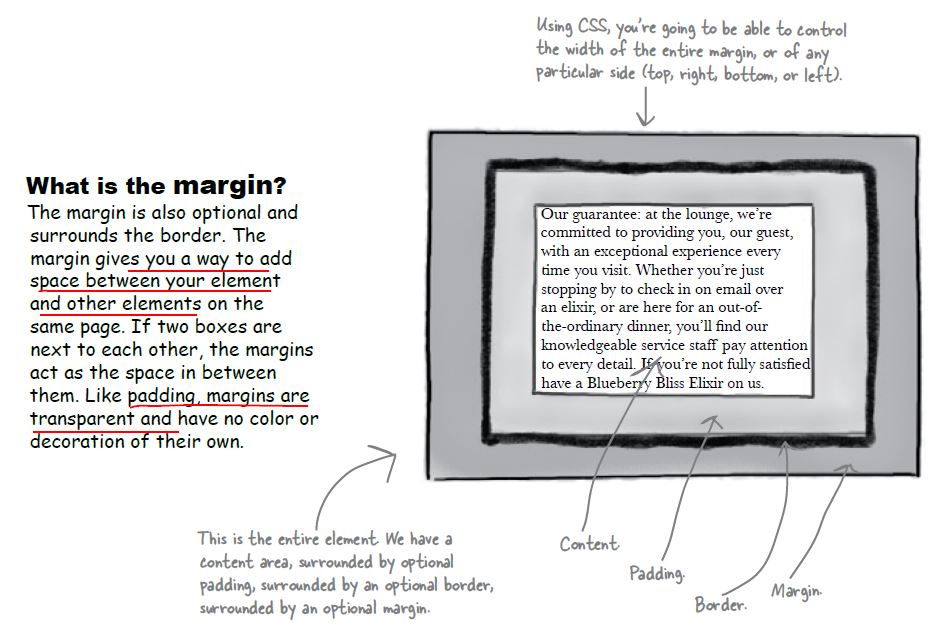 Using CSS, you're going to be able to control
the width of the entire margin, or of any
particular side (top, right, bottom, or left).
What is the margin?
The margin is also optional and
surrounds the border. The
margin gives you a way to add
space between your element
and other elements on the
same page. If two boxes are
next to each other, the margins
act as the space in between
them. Like padding, margins are
transparent and have no color or
decoration of their own.
Our guarantee: at the lounge, we're
committed to providing you, our guest,
with an exceptional experience every
time you visit. Whether you're just
stopping by to check in on email over
an elixir, or are here for an out-of-
the-ordinary dinner, you'll find our
knowledgeable service staff pay attention
to every detail. If you're not fully satisfied
have a Blueberry Bliss Elixir on us.
This is the entire element. We have a
content area, surrounded by optional
padding, surrounded by an optional border,
surrounded by an optional margin.
Content.
Padding.
Border.
Margin.